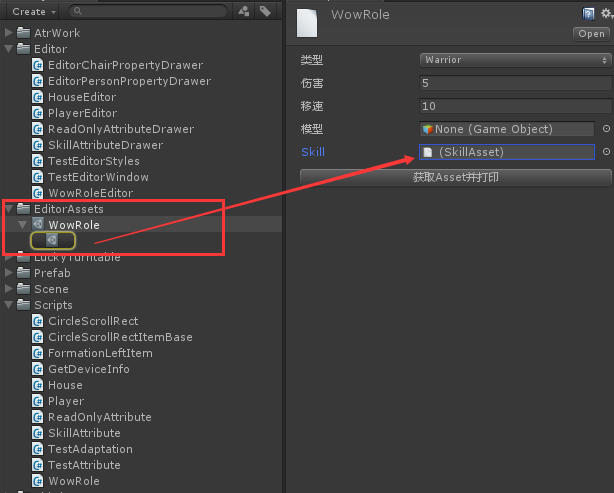 Create
AtrWork
Editor
EditorChairPropertyDrawer
EditorPersonPropertyDrawer
HouseEditor
PlayerEditor
ReadOnlyAttributeDrawer
SkillAttributeDrawer
TestEditorStyles
TestEditorWindow
WowRoleEditor
EditorAssets
WowRole
LuckyTurntable
Prefab
Scene
Scripts
CircleScrollRect
CircleScrollRectItemBase
FormationLeftItem
GetDeviceInfo
House
Player
ReadOnlyAttribute
SkillAttribute
TestAdaptation
TestAttribute
WowRole
WowRole
Open
类型 Warrior
伤害 5
移速 10
模型 None (Game Object)
Skill (SkillAsset)
获取Asset并打印